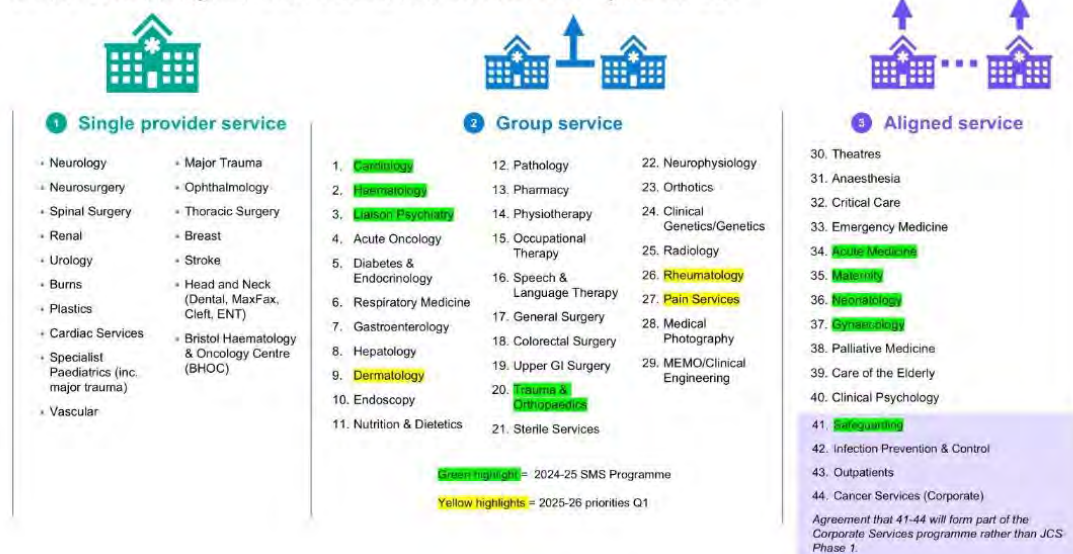 1 Single provider service
Neurology
Neurosurgery
Spinal Surgery
Renal
Urology
Burns
Plastics
Cardiac Services
Specialist
Paediatrics (inc.
major trauma)
Vascular
Major Trauma
Ophthalmology
Thoracic Surgery
Breast
Stroke
Head and Neck
(Dental, MaxFax,
Cleft, ENT)
Bristol Haematology
& Oncology Centre
(BHOC)
2 Group service
1. Cardiology
2. Haematology
3. Liaison Psychiatry
4. Acute Oncology
5. Diabetes &
Endocrinology
6. Respiratory Medicine
7. Gastroenterology
8. Hepatology
9. Dermatology
10. Endoscopy
11. Nutrition & Dietetics
12. Pathology
13. Pharmacy
14. Physiotherapy
15. Occupational
Therapy
16. Speech &
Language Therapy
17. General Surgery
18. Colorectal Surgery
19. Upper GI Surgery
20. Trauma &
Orthopaedics
21. Sterile Services
22. Neurophysiology
23. Orthotics
24. Clinical
Genetics/Genetics
25. Radiology
26. Rheumatology
27. Pain Services
28. Medical
Photography
29. MEMO/Clinical
Engineering
Green highlight = 2024-25 SMS Programme
Yellow highlights = 2025-26 priorities Q1
3 Aligned service
30. Theatres
31. Anaesthesia
32. Critical Care
33. Emergency Medicine
34. Acute Medicine
35. Maternity
36. Neonatology
37. Gynaecology
38. Palliative Medicine
39. Care of the Elderly
40. Clinical Psychology
41. Safeguarding
42. Infection Prevention & Control
43. Outpatients
44. Cancer Services (Corporate)
Agreement that 41-44 will form part of the
Corporate Services programme rather than JCS
Phase 1.